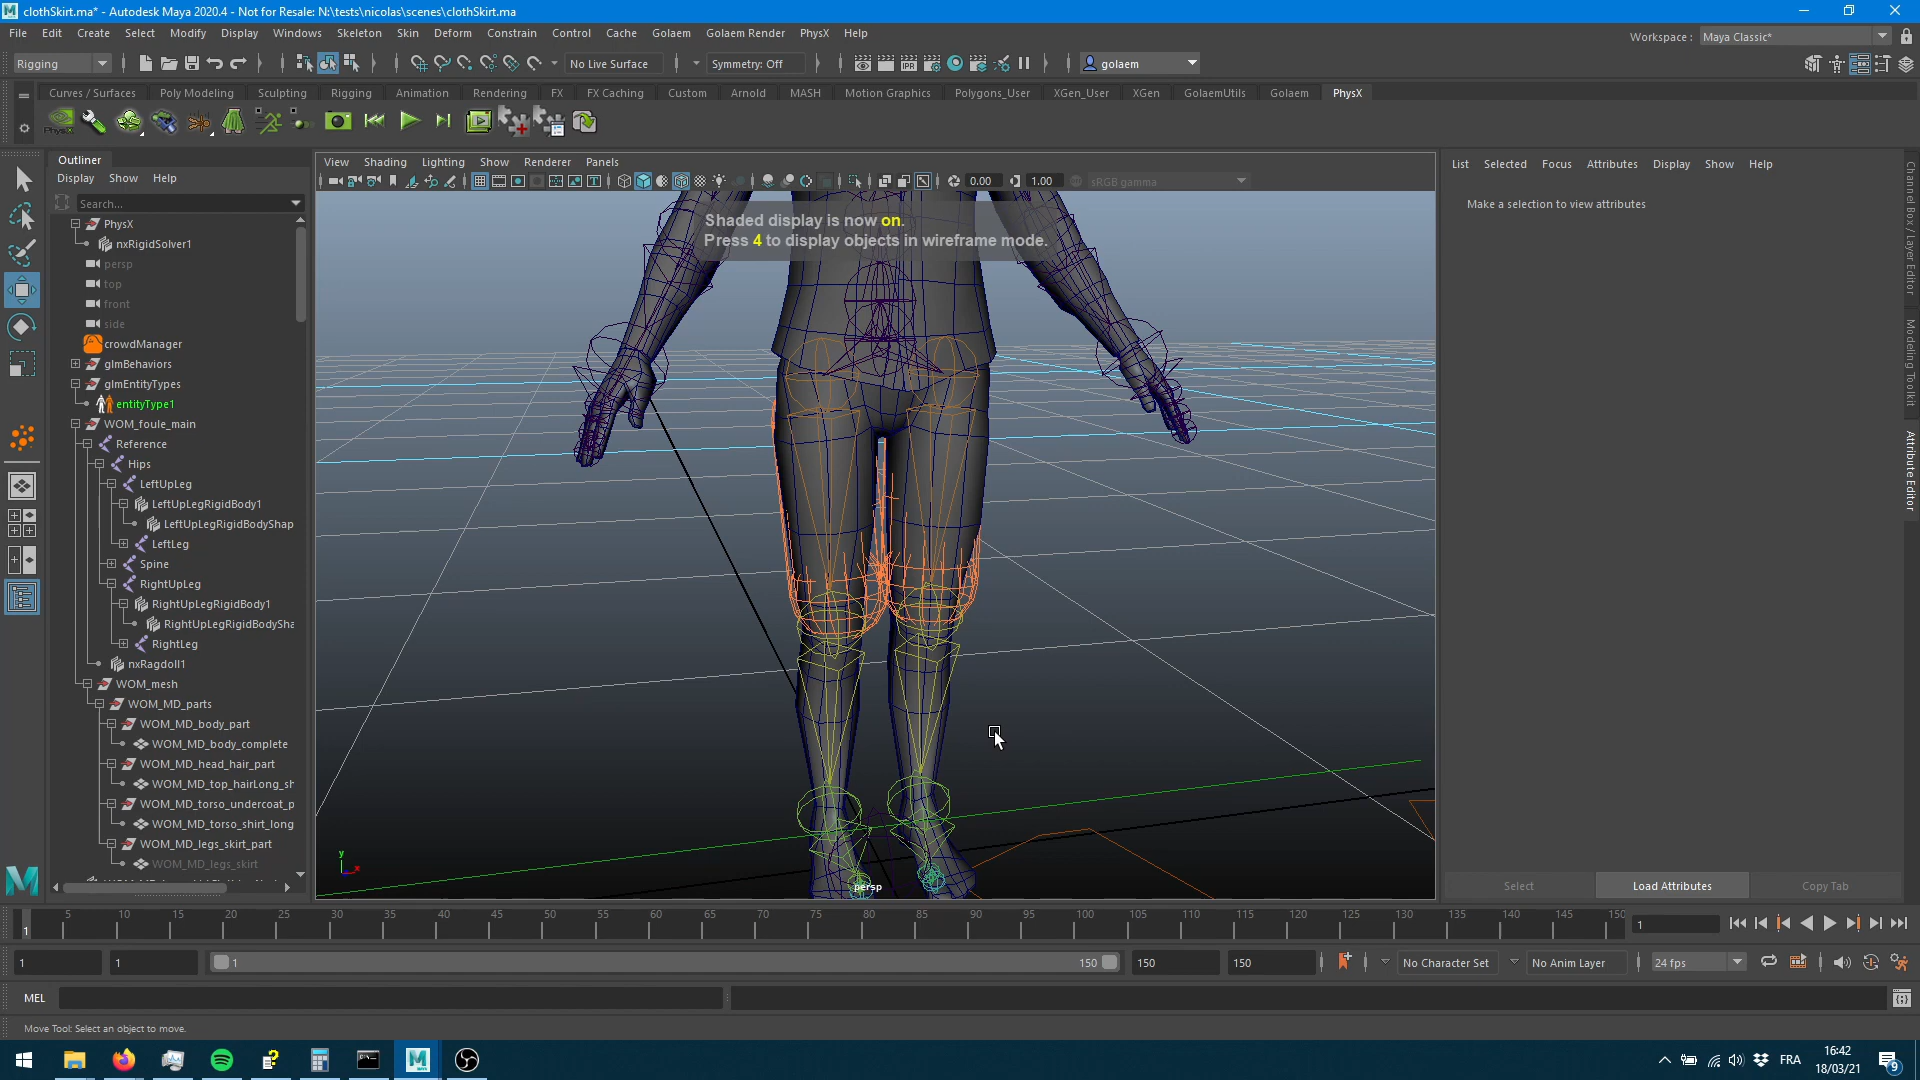 clothSkirt.ma* - Autodesk Maya 2020.4 - Not for Resale: N:\tests\nicolas\scenes\clothSkirt.ma
File Edit Create Select Modify Display Windows Skeleton Skin Deform Constrain Control Cache Golaem Golaem Render PhysX Help
Workspace : Maya Classic*
Rigging No Live Surface Symmetry: Off golaem
Curves / Surfaces Poly Modeling Sculpting Rigging Animation Rendering FX FX Caching Custom Arnold MASH Motion Graphics Polygons_User XGen_User XGen GolaemUtils Golaem PhysX
Outliner
Display Show Help
Search...
PhysX
nxRigidSolver1
persp
top
front
side
crowdManager
glmBehaviors
glmEntityTypes
entityType1
WOM_foule_main
Reference
Hips
LeftUpLeg
LeftUpLegRigidBody1
LeftUpLegRigidBodyShap
LeftLeg
Spine
RightUpLeg
RightUpLegRigidBody1
RightUpLegRigidBodySha
RightLeg
nxRagdoll1
WOM_mesh
WOM_MD_parts
WOM_MD_body_part
WOM_MD_body_complete
WOM_MD_head_hair_part
WOM_MD_top_hairLong_sh
WOM_MD_torso_undercoat_p
WOM_MD_torso_shirt_long
WOM_MD_legs_skirt_part
WOM_MD_legs_skirt
View Shading Lighting Show Renderer Panels
0.00 1.00 sRGB gamma
Shaded display is now on.
Press 4 to display objects in wireframe mode.
y
x
persp
List Selected Focus Attributes Display Show Help
Make a selection to view attributes
Channel Box / Layer Editor
Modeling Toolkit
Attribute Editor
Select Load Attributes Copy Tab
1 5 10 15 20 25 30 35 40 45 50 55 60 65 70 75 80 85 90 95 100 105 110 115 120 125 130 135 140 145 150 1
1 1 1 150 150 150 No Character Set No Anim Layer 24 fps
MEL
Move Tool: Select an object to move.
FRA
16:42
18/03/21
9